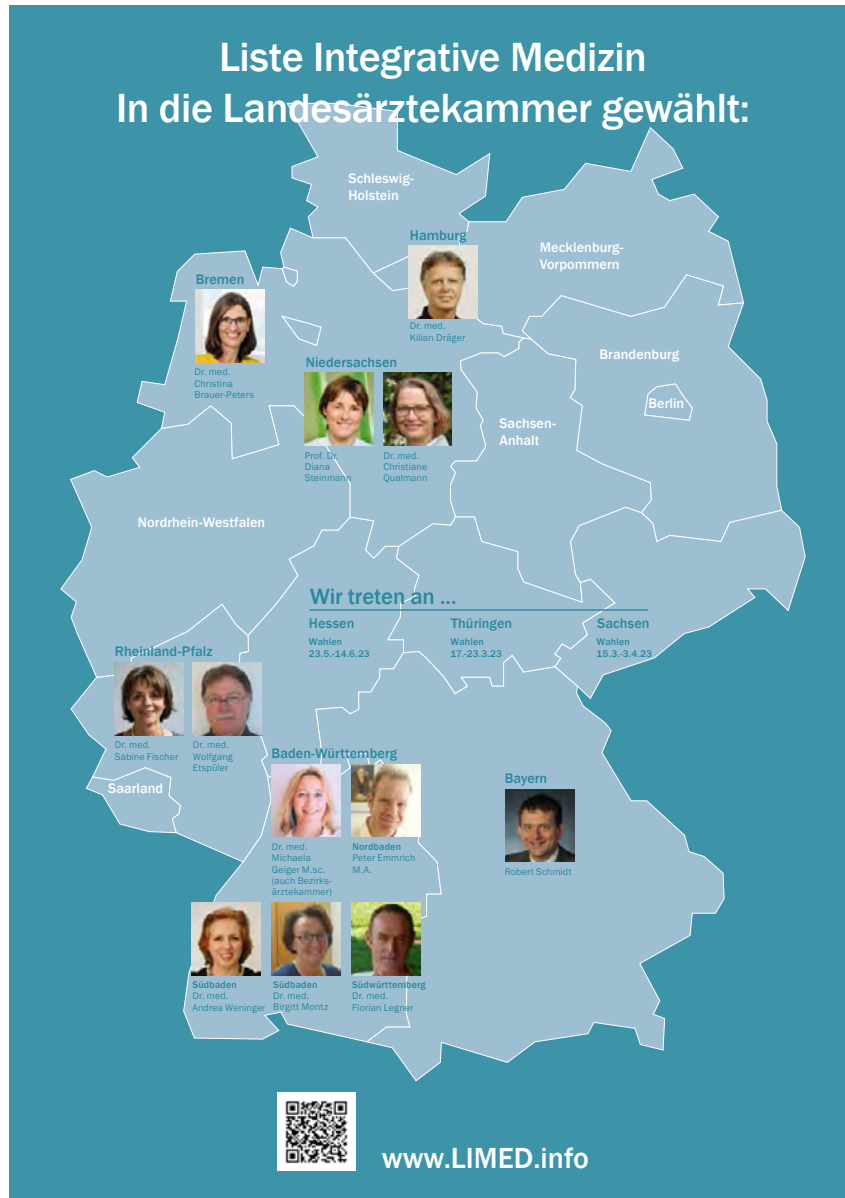 Liste Integrative Medizin
In die Landesärztekammer gewählt:
Schleswig-
Holstein
Hamburg
Dr. med.
Kilian Dräger
Mecklenburg-
Vorpommern
Bremen
Dr. med.
Christina
Brauer-Peters
Niedersachsen
Prof. Dr.
Diana
Steinmann
Dr. med.
Christiane
Qualmann
Brandenburg
Berlin
Sachsen-
Anhalt
Nordrhein-Westfalen
Wir treten an ...
Hessen
Wahlen
23.5.-14.6.23
Thüringen
Wahlen
17.-23.3.23
Sachsen
Wahlen
15.3.-3.4.23
Rheinland-Pfalz
Dr. med.
Sabine Fischer
Dr. med.
Wolfgang
Etspüler
Saarland
Baden-Württemberg
Dr. med.
Michaela
Geiger M.sc.
(auch Bezirks-
ärztekammer)
Nordbaden
Peter Emmrich
M.A.
Bayern
Robert Schmidt
Südbaden
Dr. med.
Andrea Weninger
Südbaden
Dr. med.
Birgitt Montz
Südwürttemberg
Dr. med.
Florian Legner
www.LIMED.info